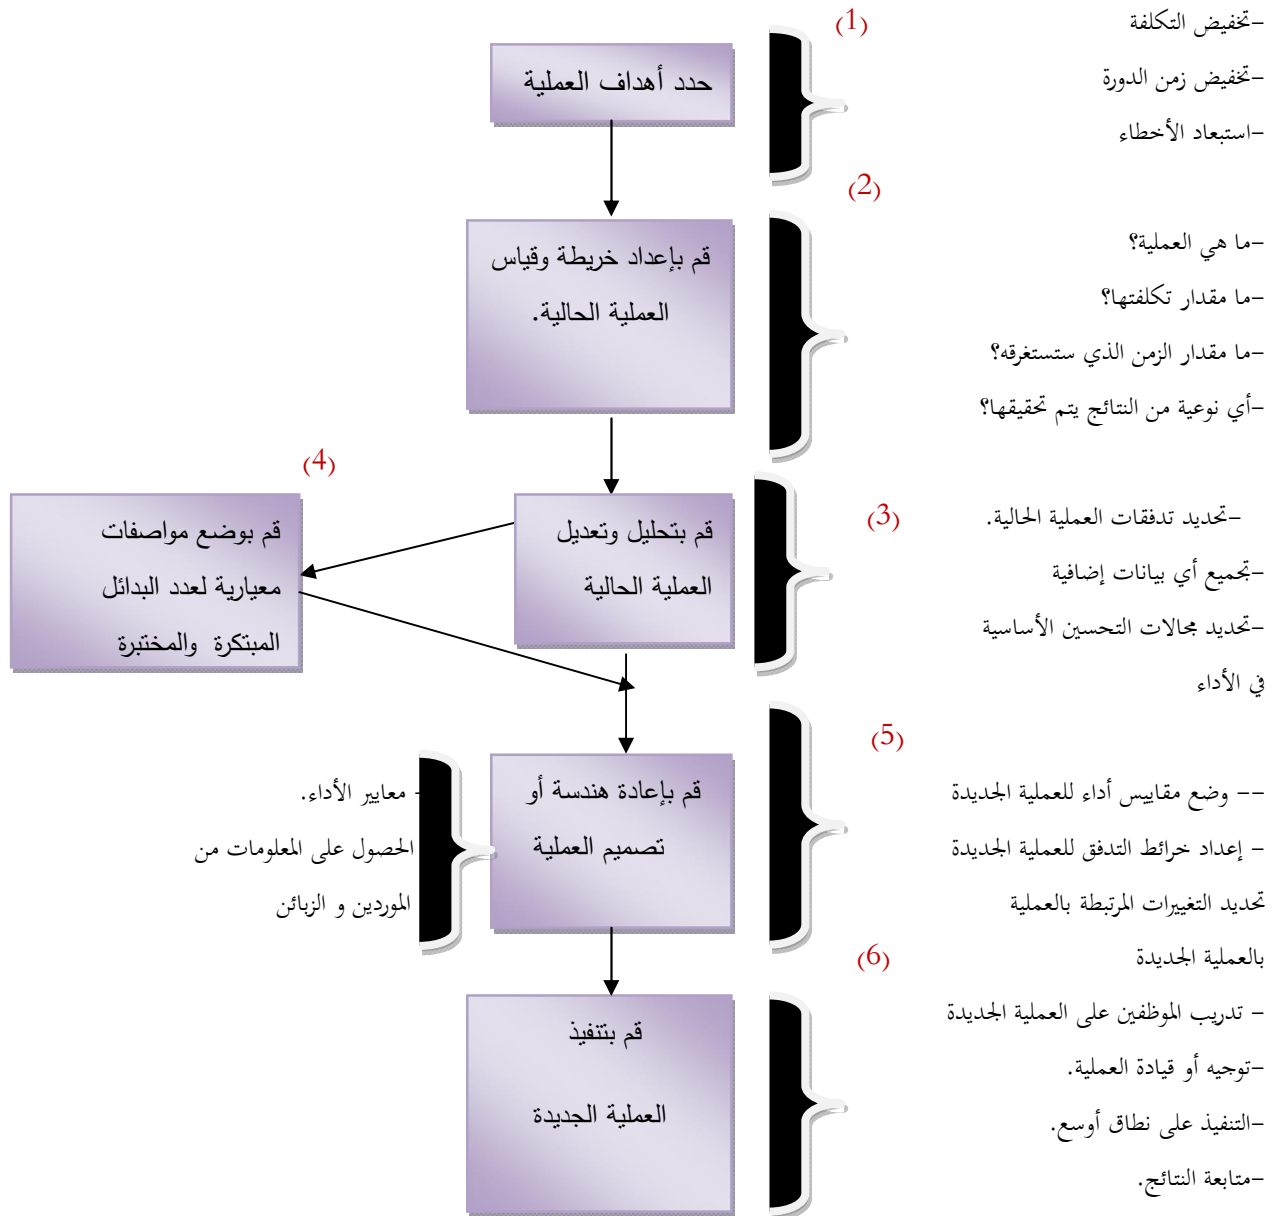 (1)
حدد أهداف العملية
–تخفيض التكلفة
–تخفيض زمن الدورة
–استبعاد الأخطاء
(2)
قم بإعداد خريطة وقياس
العملية الحالية.
–ما هي العملية؟
–ما مقدار تكلفتها؟
–ما مقدار الزمن الذي ستستغرقه؟
–أي نوعية من النتائج يتم تحقيقها؟
(3)
قم بتحليل وتعديل
العملية الحالية
–تحديد تدفقات العملية الحالية.
–تجميع أي بيانات إضافية
–تحديد مجالات التحسين الأساسية
في الأداء
(4)
قم بوضع مواصفات
معيارية لعدد البدائل
المبتكرة والمختبرة
(5)
قم بإعادة هندسة أو
تصميم العملية
–– وضع مقاييس أداء للعملية الجديدة
– إعداد خرائط التدفق للعملية الجديدة
تحديد التغييرات المرتبطة بالعملية
بالعملية الجديدة
- معايير الأداء.
الحصول على المعلومات من
الموردين و الزبائن
(6)
قم بتنفيذ
العملية الجديدة
– تدريب الموظفين على العملية الجديدة
–توجيه أو قيادة العملية.
–التنفيذ على نطاق أوسع.
–متابعة النتائج.